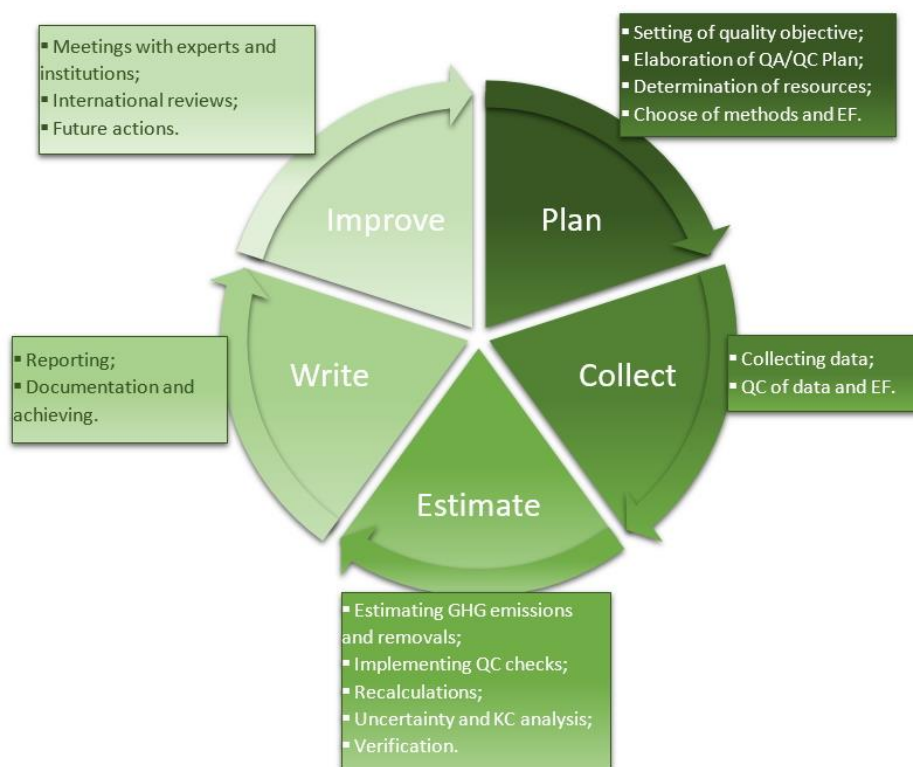 ▪ Meetings with experts and
institutions;
▪ International reviews;
▪ Future actions.
▪ Setting of quality objective;
▪ Elaboration of QA/QC Plan;
▪ Determination of resources;
▪ Choose of methods and EF.
Improve
Plan
▪ Reporting;
▪ Documentation and
achieving.
Write
Collect
▪ Collecting data;
▪ QC of data and EF.
Estimate
▪ Estimating GHG emissions
and removals;
▪ Implementing QC checks;
▪ Recalculations;
▪ Uncertainty and KC analysis;
▪ Verification.